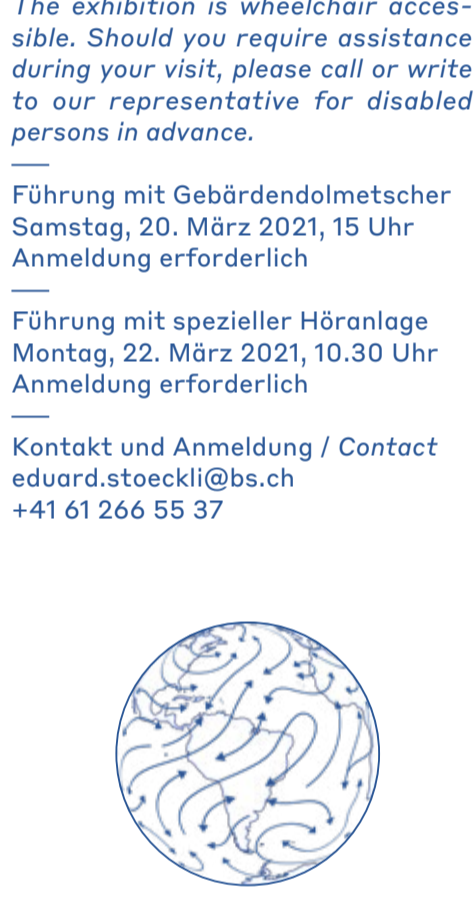 The exhibition is wheelchair acces-
sible. Should you require assistance
during your visit, please call or write
to our representative for disabled
persons in advance.
Führung mit Gebärdendolmetscher
Samstag, 20. März 2021, 15 Uhr
Anmeldung erforderlich
Führung mit spezieller Höranlage
Montag, 22. März 2021, 10.30 Uhr
Anmeldung erforderlich
Kontakt und Anmeldung / Contact
eduard.stoeckli@bs.ch
+41 61 266 55 37